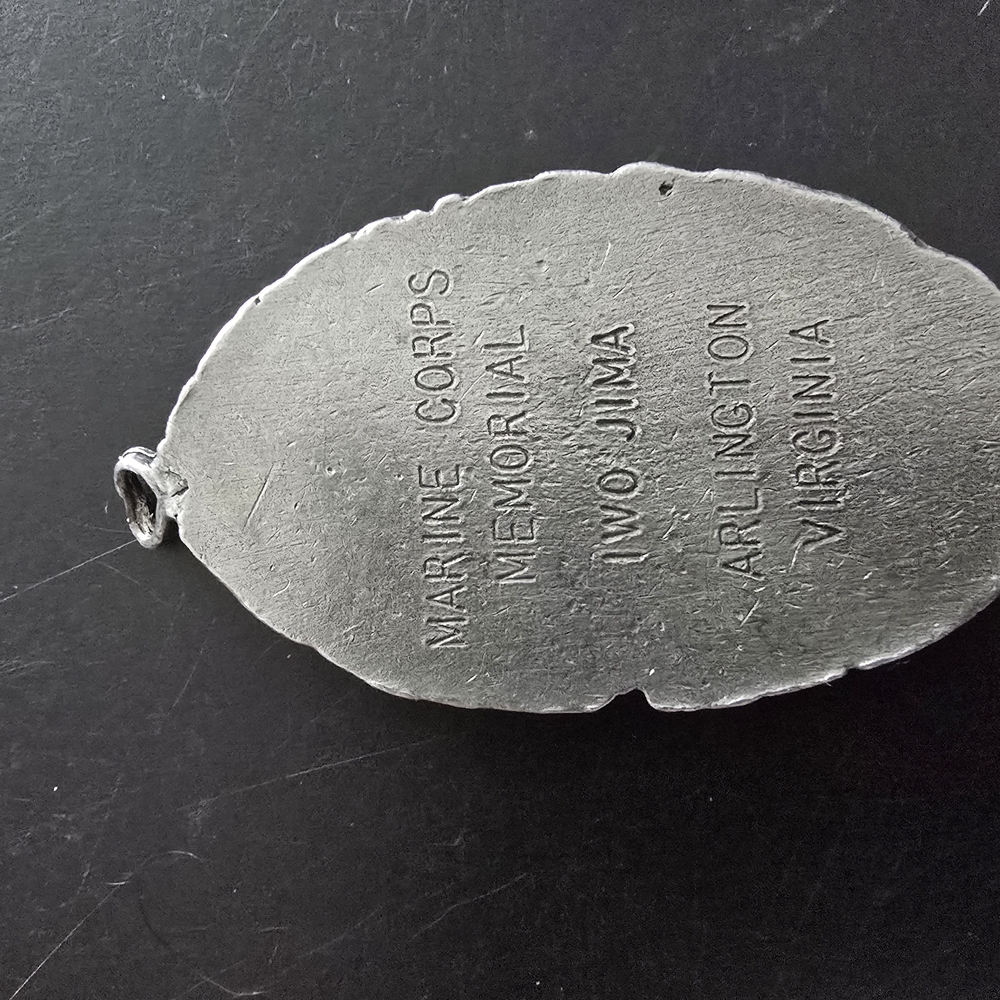 MARINE CORPS
MEMORIAL
IWO JIMA
ARLINGTON
VIRGINIA